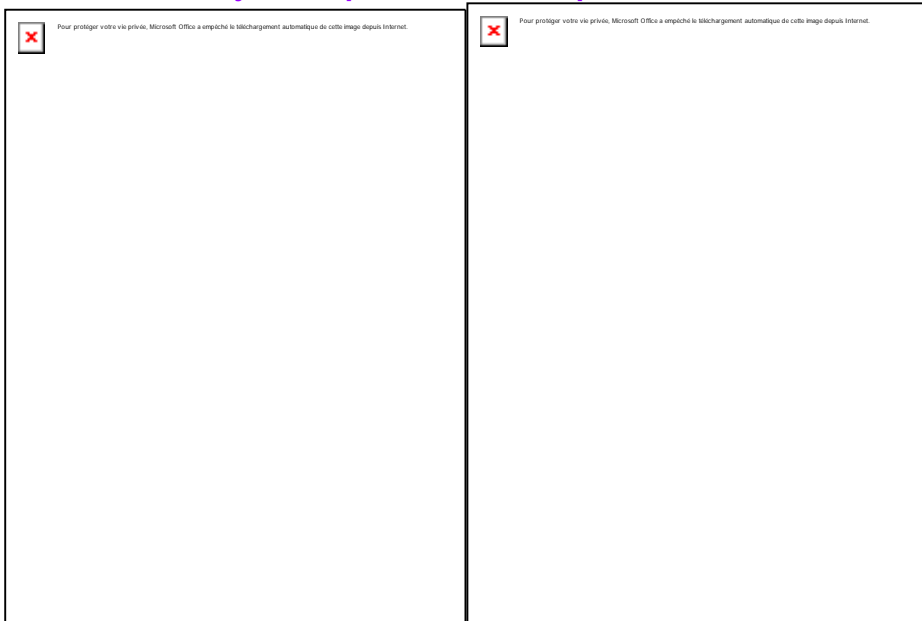 Pour protéger votre vie privée, Microsoft Office a empêché le téléchargement automatique de cette image depuis Internet.
Pour protéger votre vie privée, Microsoft Office a empêché le téléchargement automatique de cette image depuis Internet.